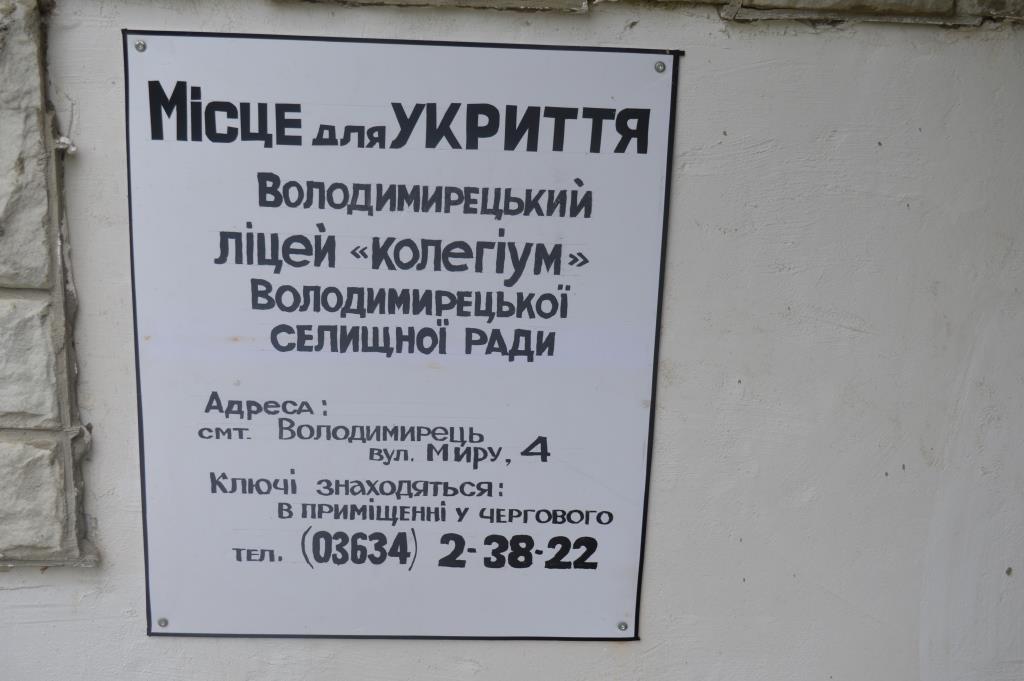 Місце для УКРИТТЯ
Володимирецький
ліцей «колегіум»
Володимирецької
селищної ради
Адреса:
смт. Володимирець
вул. Миру, 4
Ключі знаходяться:
в приміщенні у чергового
тел. (03634) 2-38-22